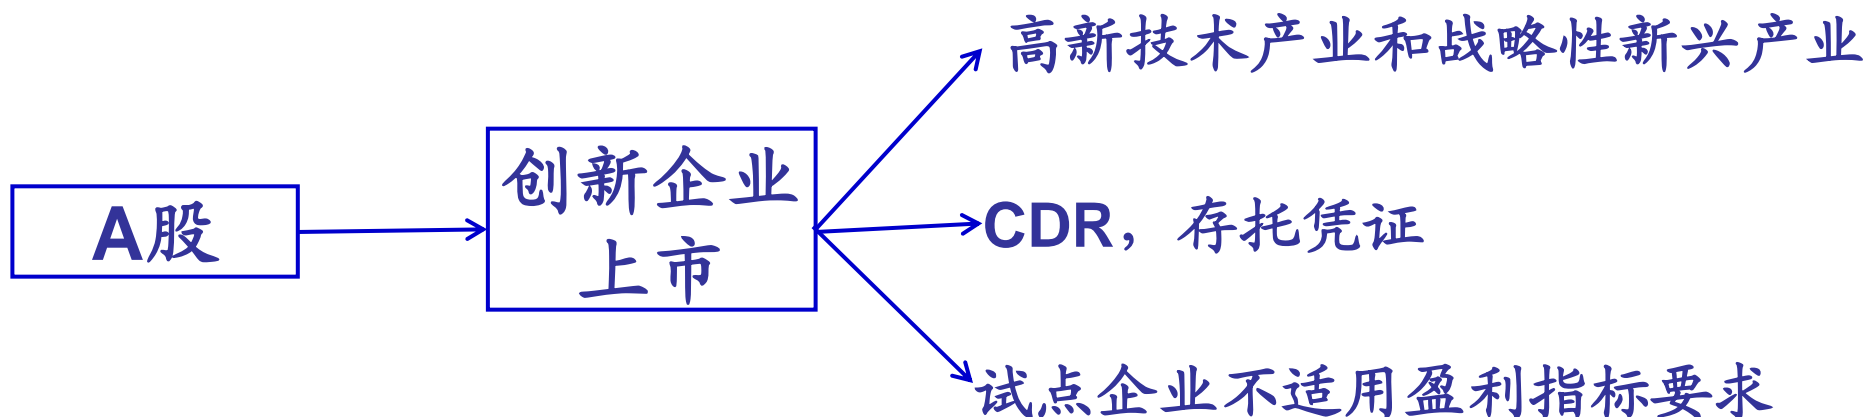 高新技术产业和战略性新兴产业
A股
创新企业
上市
CDR，存托凭证
试点企业不适用盈利指标要求